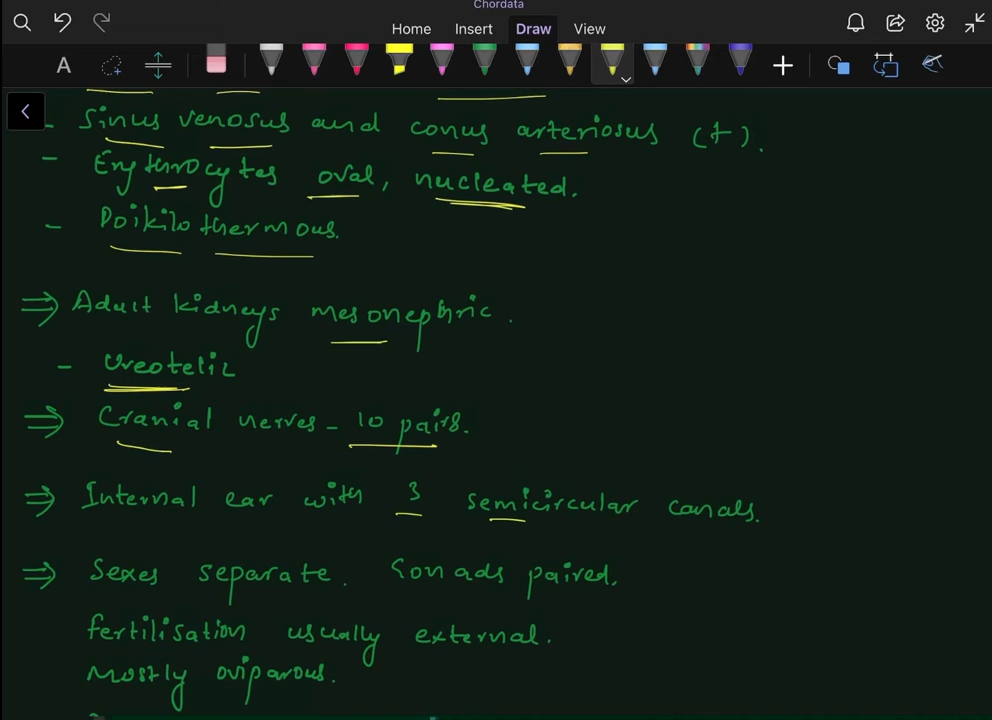 Chordata
Home Insert Draw View
A
- Sinus venosus and conus arteriosus (+).
- Erythrocytes oval, nucleated.
- Poikilothermous.
⇒ Adult kidneys mesonephric.
- Ureotelic
⇒ Cranial nerves - 10 pairs.
⇒ Internal ear with 3 semicircular canals.
⇒ Sexes separate. Gonads paired.
fertilisation usually external.
Mostly oviparous.